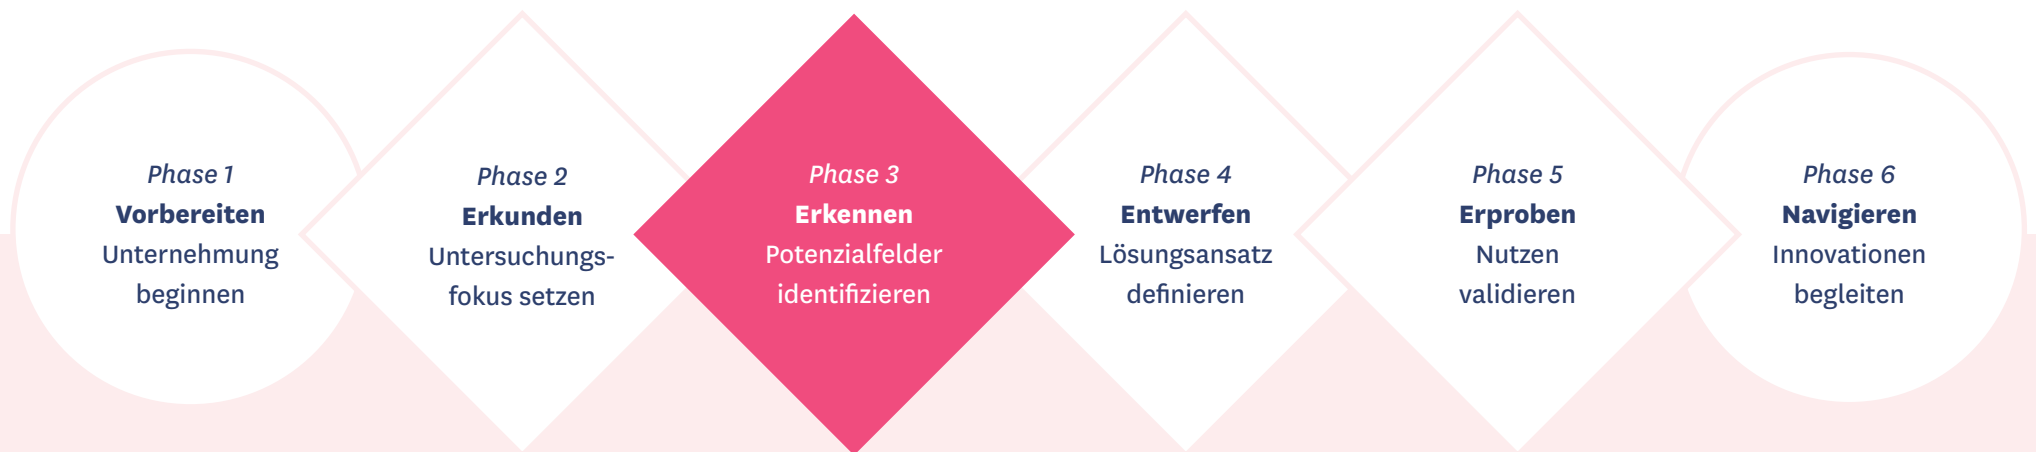 Phase 1
Vorbereiten
Unternehmung
beginnen
Phase 2
Erkunden
Untersuchungs-
fokus setzen
Phase 3
Erkennen
Potenzialfelder
identifizieren
Phase 4
Entwerfen
Lösungsansatz
definieren
Phase 5
Erproben
Nutzen
validieren
Phase 6
Navigieren
Innovationen
begleiten